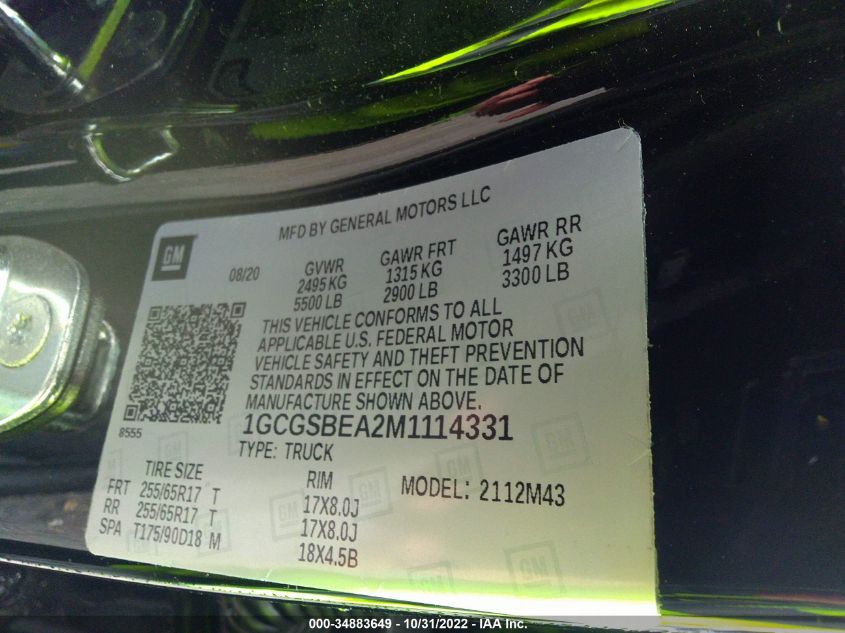 MFD BY GENERAL MOTORS LLC
GM
08/20
GVWR GAWR FRT GAWR RR
2495 KG 1315 KG 1497 KG
5500 LB 2900 LB 3300 LB
THIS VEHICLE CONFORMS TO ALL
APPLICABLE U.S. FEDERAL MOTOR
VEHICLE SAFETY AND THEFT PREVENTION
STANDARDS IN EFFECT ON THE DATE OF
MANUFACTURE SHOWN ABOVE.
8555
1GCGSBEA2M1114331
TYPE: TRUCK
TIRE SIZE RIM MODEL: 2112M43
FRT 255/65R17 T 17X8.0J
RR 255/65R17 T 17X8.0J
SPA T175/90D18 M 18X4.5B
000-34883649 - 10/31/2022 - IAA Inc.